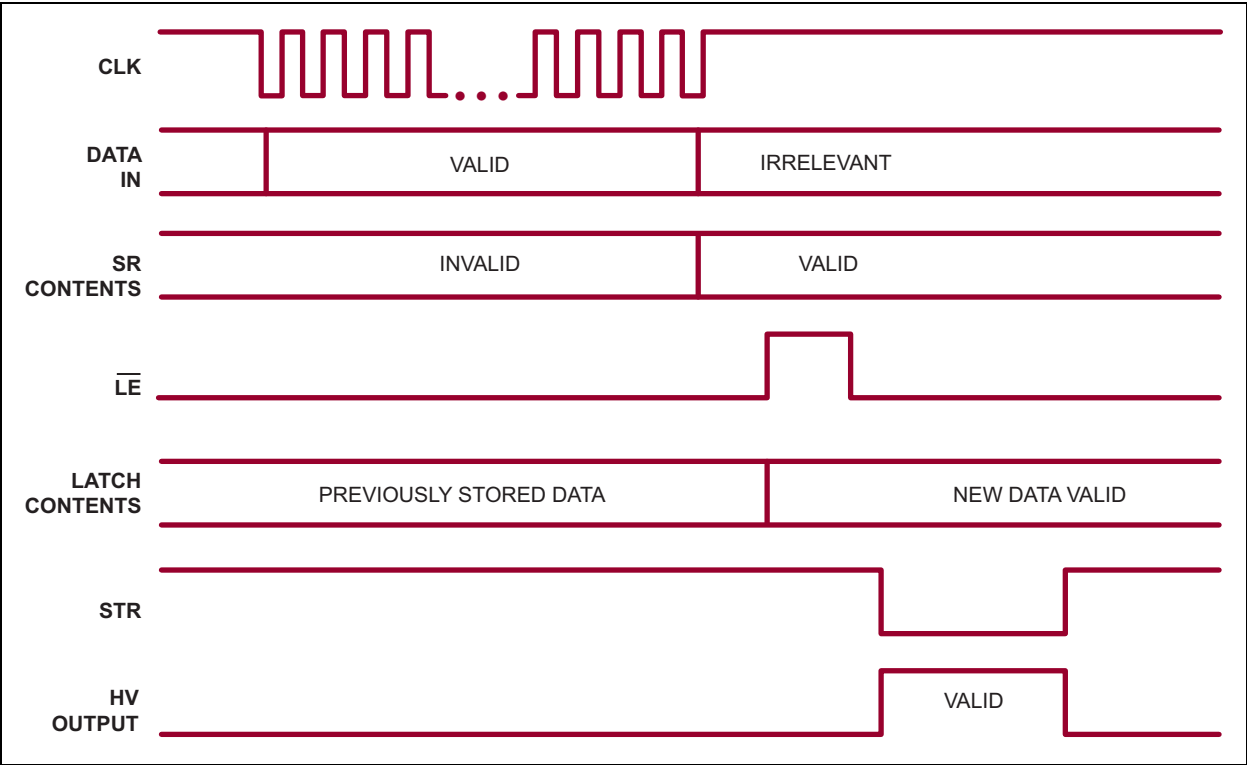 CLK
DATA
IN
VALID
IRRELEVANT
SR
CONTENTS
INVALID
VALID
L̅E̅
LATCH
CONTENTS
PREVIOUSLY STORED DATA
NEW DATA VALID
STR
HV
OUTPUT
VALID